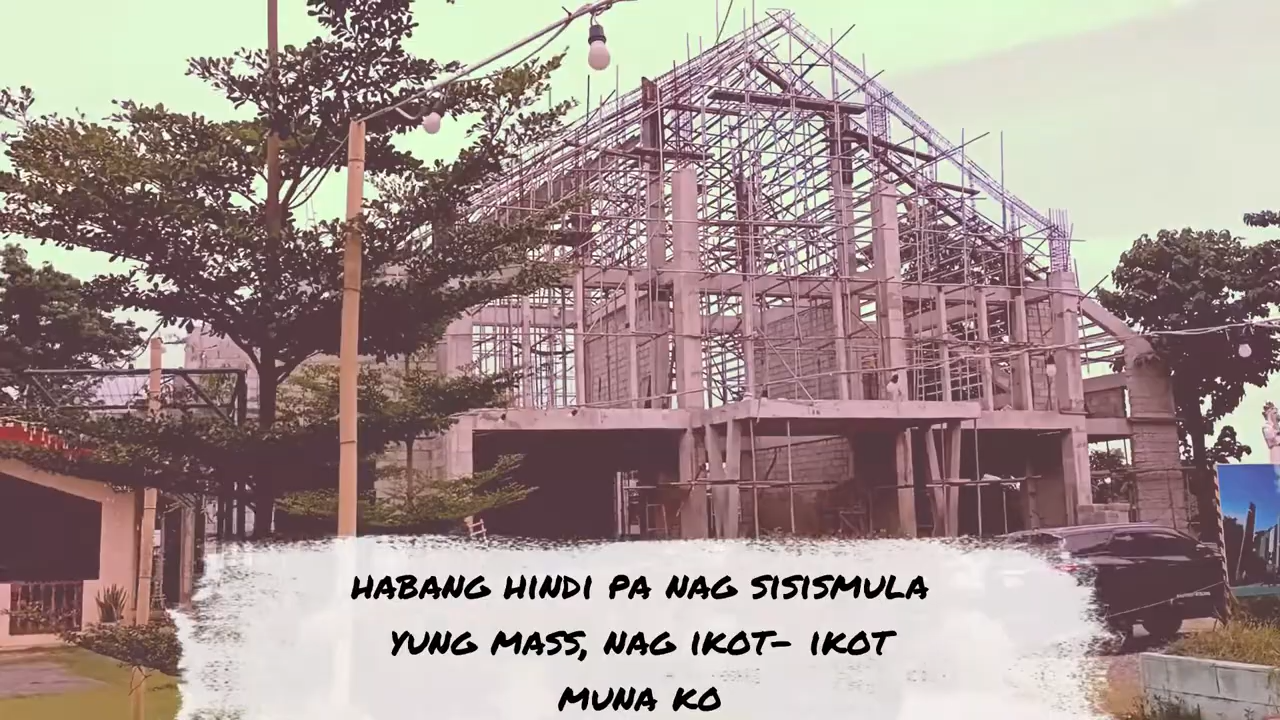 HABANG HINDI PA NAG SISISMULA
YUNG MASS, NAG IKOT- IKOT
MUNA KO